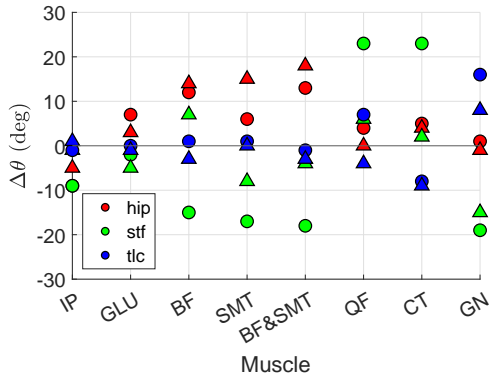 30
20
10
0
-10
-20
-30
Δθ (deg)
hip
stf
tlc
IP
GLU
BF
SMT
BF&SMT
QF
CT
GN
Muscle